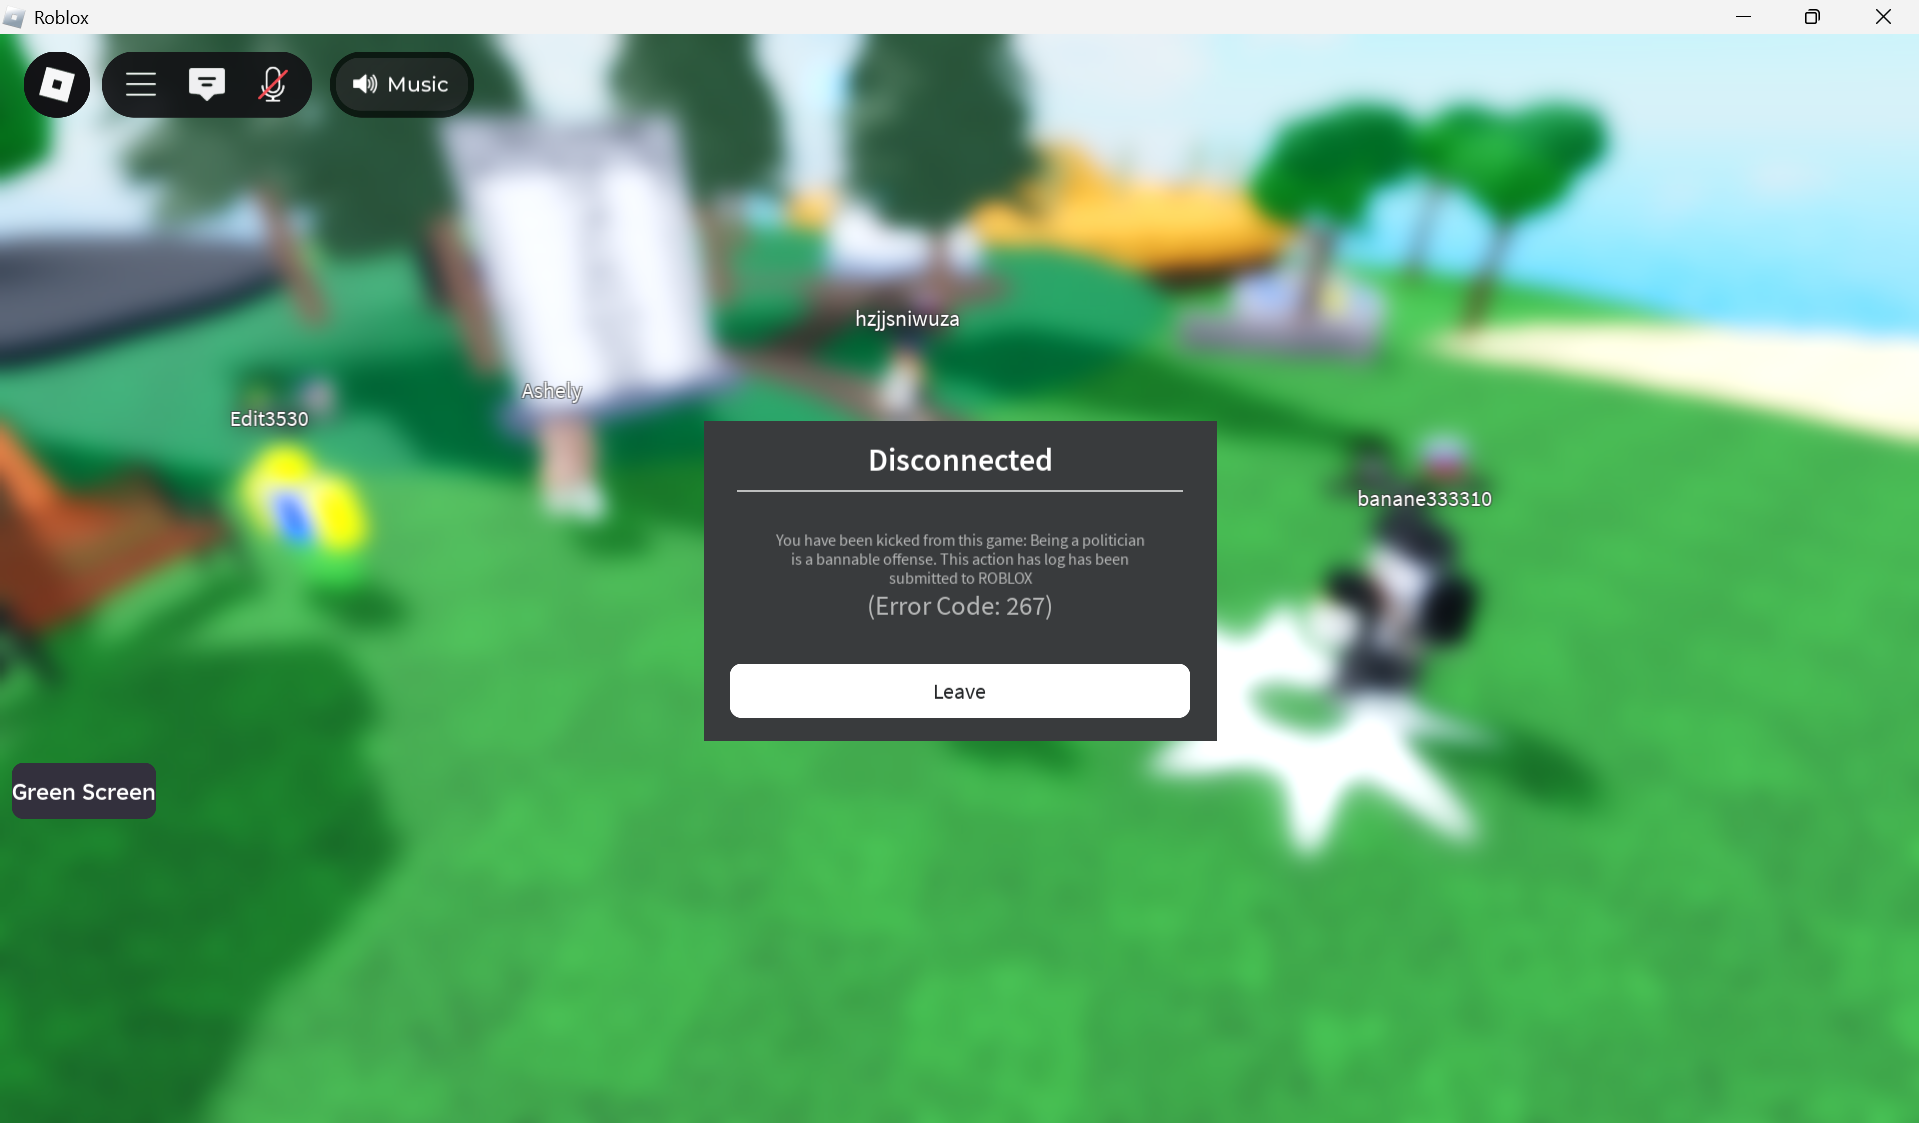 Roblox
Music
hzjjsniwuza
Ashely
Edit3530
Disconnected
banane333310
You have been kicked from this game: Being a politician
is a bannable offense. This action has log has been
submitted to ROBLOX
(Error Code: 267)
Leave
Green Screen